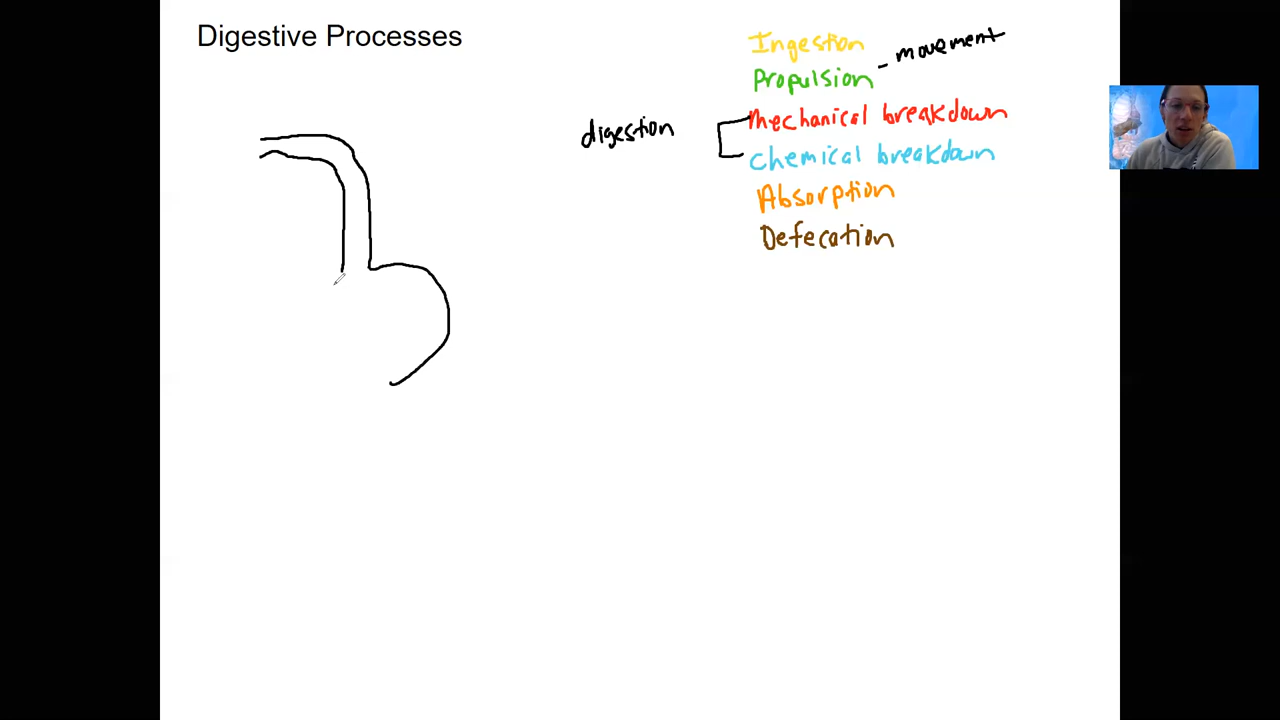 Digestive Processes
Ingestion
Propulsion - movement
digestion
mechanical breakdown
chemical breakdown
Absorption
Defecation